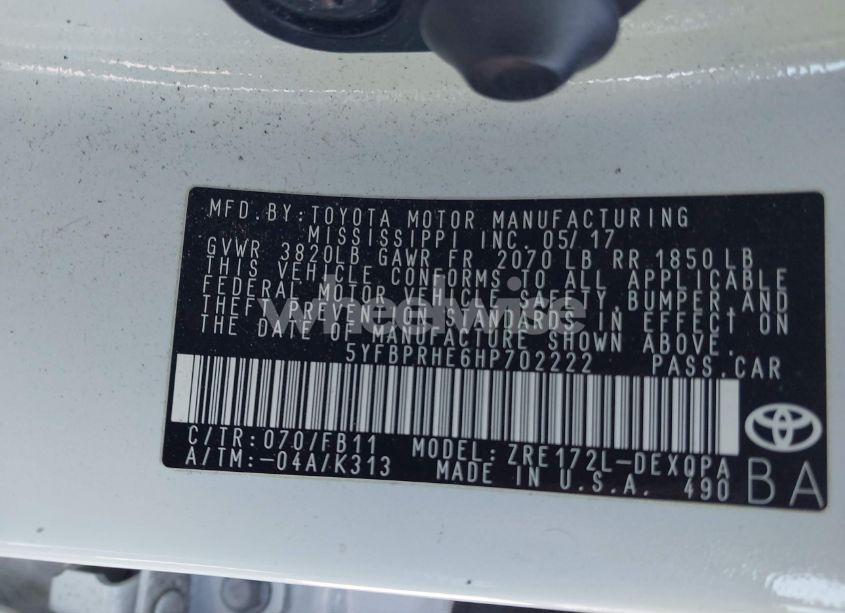 MFD.BY:TOYOTA MOTOR MANUFACTURING
MISSISSIPPI INC. 05/17
GVWR 3820LB GAWR FR 2070 LB RR 1850 LB
THIS VEHICLE CONFORMS TO ALL APPLICABLE
FEDERAL MOTOR VEHICLE SAFETY, BUMPER AND
THEFT PREVENTION STANDARDS IN EFFECT ON
THE DATE OF MANUFACTURE SHOWN ABOVE.
5YFBPRHE6HP702222 PASS.CAR
C/TR:070/FB11 MODEL:ZRE172L-DEXQPA
A/TM:-04A/K313 MADE IN U.S.A. 490
BA
wheelwise